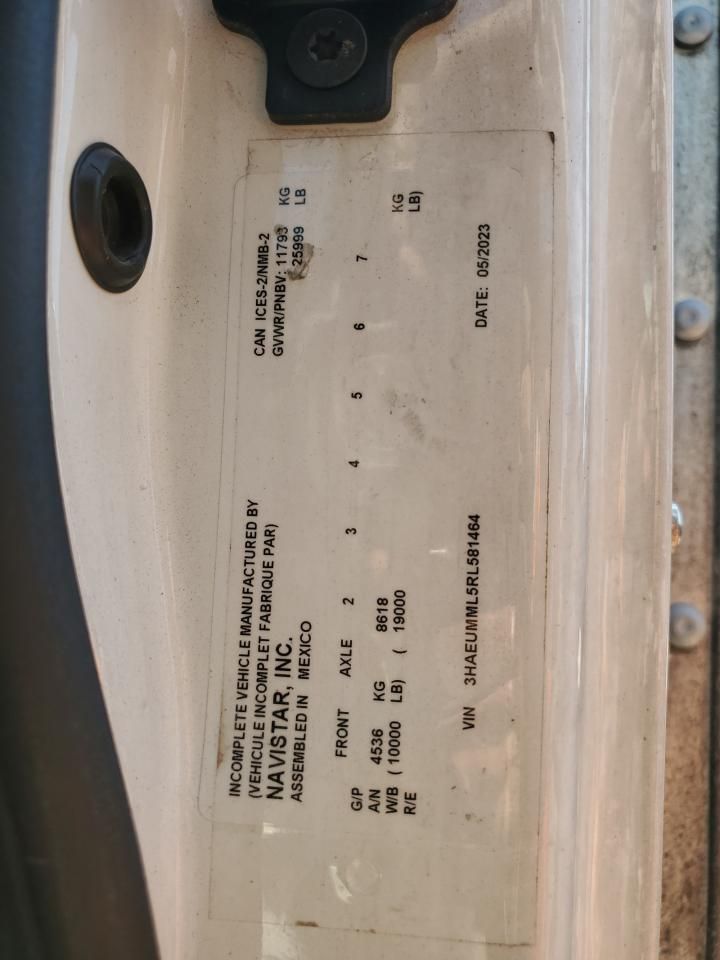 INCOMPLETE VEHICLE MANUFACTURED BY
(VEHICULE INCOMPLET FABRIQUE PAR)
NAVISTAR, INC.
ASSEMBLED IN MEXICO
CAN ICES-2/NMB-2
GVWR/PNBV: 11793 KG
25999 LB
FRONT AXLE 2 3 4 5 6 7
G/P
A/N 4536 KG 8618 KG
W/B ( 10000 LB) ( 19000 LB)
R/E
VIN 3HAEUMML5RL581464 DATE: 05/2023